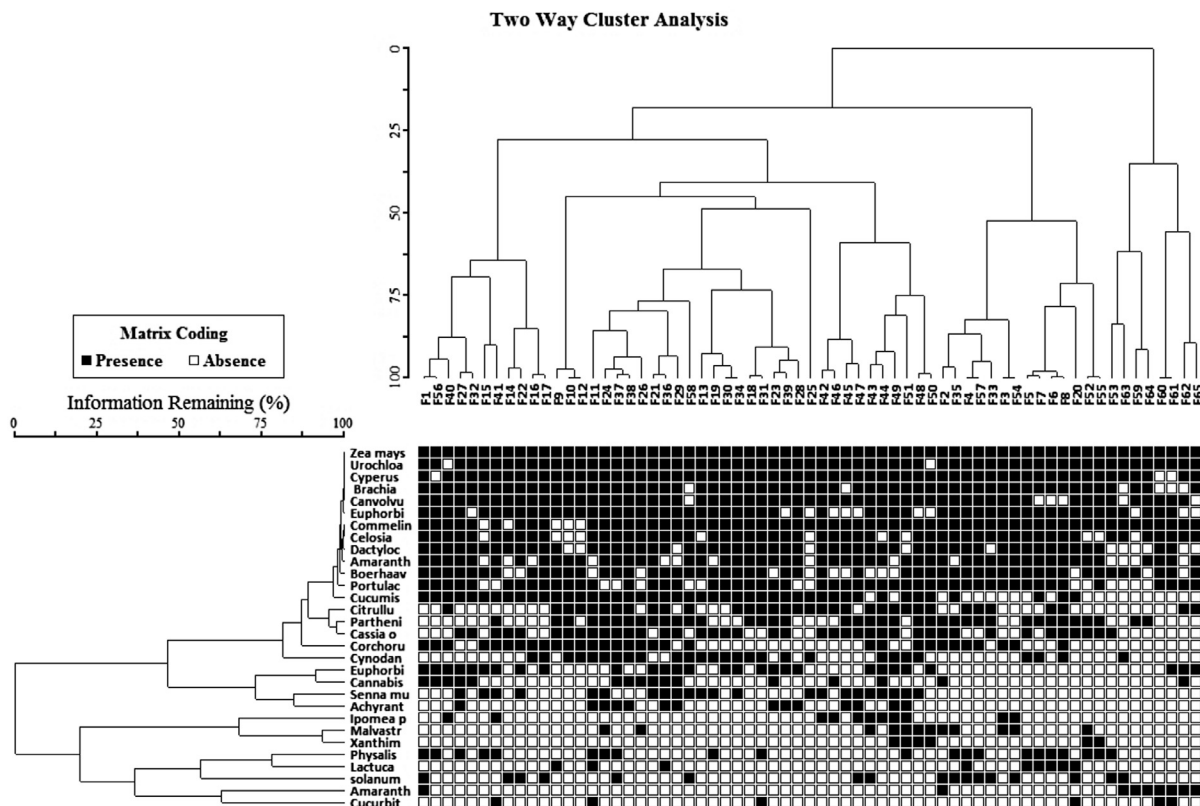 Two Way Cluster Analysis
0
25
50
75
100
Matrix Coding
Presence Absence
Information Remaining (%)
0 25 50 75 100
F1 F56 F40 F27 F32 F15 F41 F14 F22 F16 F17 F9 F10 F12 F11 F24 F37 F38 F26 F21 F36 F29 F58 F13 F19 F30 F34 F18 F31 F23 F39 F28 F25 F42 F46 F45 F47 F43 F44 F49 F51 F48 F50 F2 F35 F4 F57 F33 F3 F54 F5 F7 F6 F8 F20 F52 F55 F53 F63 F59 F64 F60 F61 F62 F65
Zea mays
Urochloa
Cyperus
Brachia
Canvolvu
Euphorbi
Commelin
Celosia
Dactyloc
Amaranth
Boerhaav
Portulac
Cucumis
Citrullu
Partheni
Cassia o
Corchoru
Cynodan
Euphorbi
Cannabis
Senna mu
Achyrant
Ipomea p
Malvastr
Xanthim
Physalis
Lactuca
solanum
Amaranth
Cucurbit